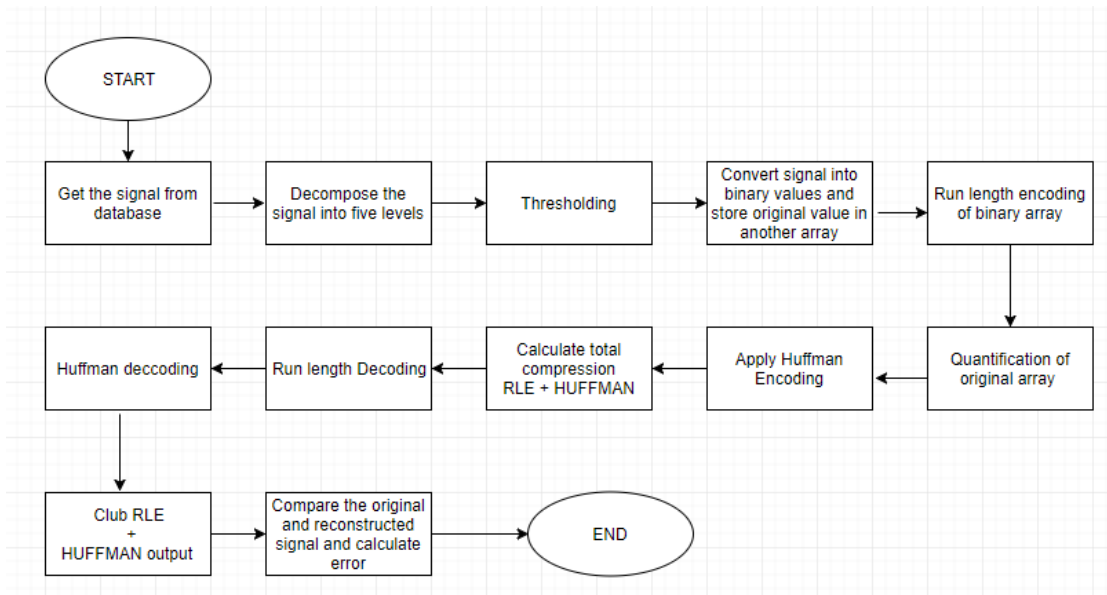 START
Get the signal from
database
Decompose the
signal into five levels
Thresholding
Convert signal into
binary values and
store original value in
another array
Run length encoding
of binary array
Quantification of
original array
Apply Huffman
Encoding
Calculate total
compression
RLE + HUFFMAN
Run length Decoding
Huffman deccoding
Club RLE
+
HUFFMAN output
Compare the original
and reconstructed
signal and calculate
error
END